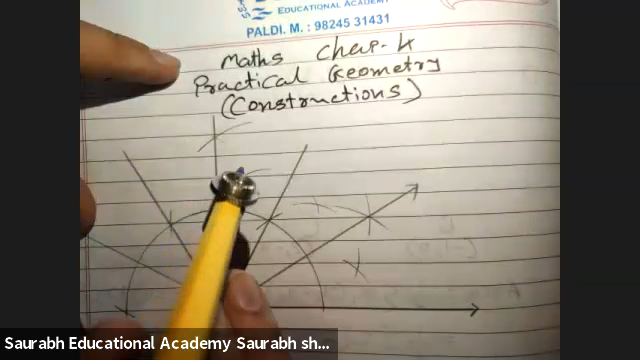 EDUCATIONAL ACADEMY
PALDI. M. : 98245 31431
Maths Chap-4
Practical Geometry
(Constructions)
Saurabh Educational Academy Saurabh sh...